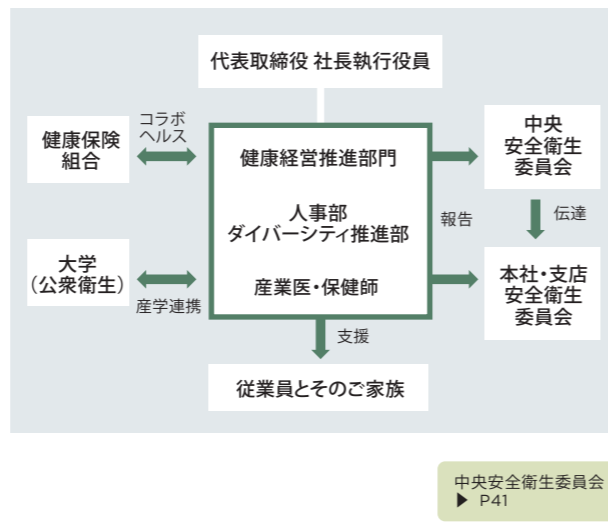 代表取締役 社長執行役員
コラボ
ヘルス
健康保険
組合
健康経営推進部門
人事部
ダイバーシティ推進部
産業医・保健師
中央
安全衛生
委員会
報告
伝達
大学
（公衆衛生）
産学連携
本社・支店
安全衛生
委員会
支援
従業員とそのご家族
中央安全衛生委員会
▶ P41